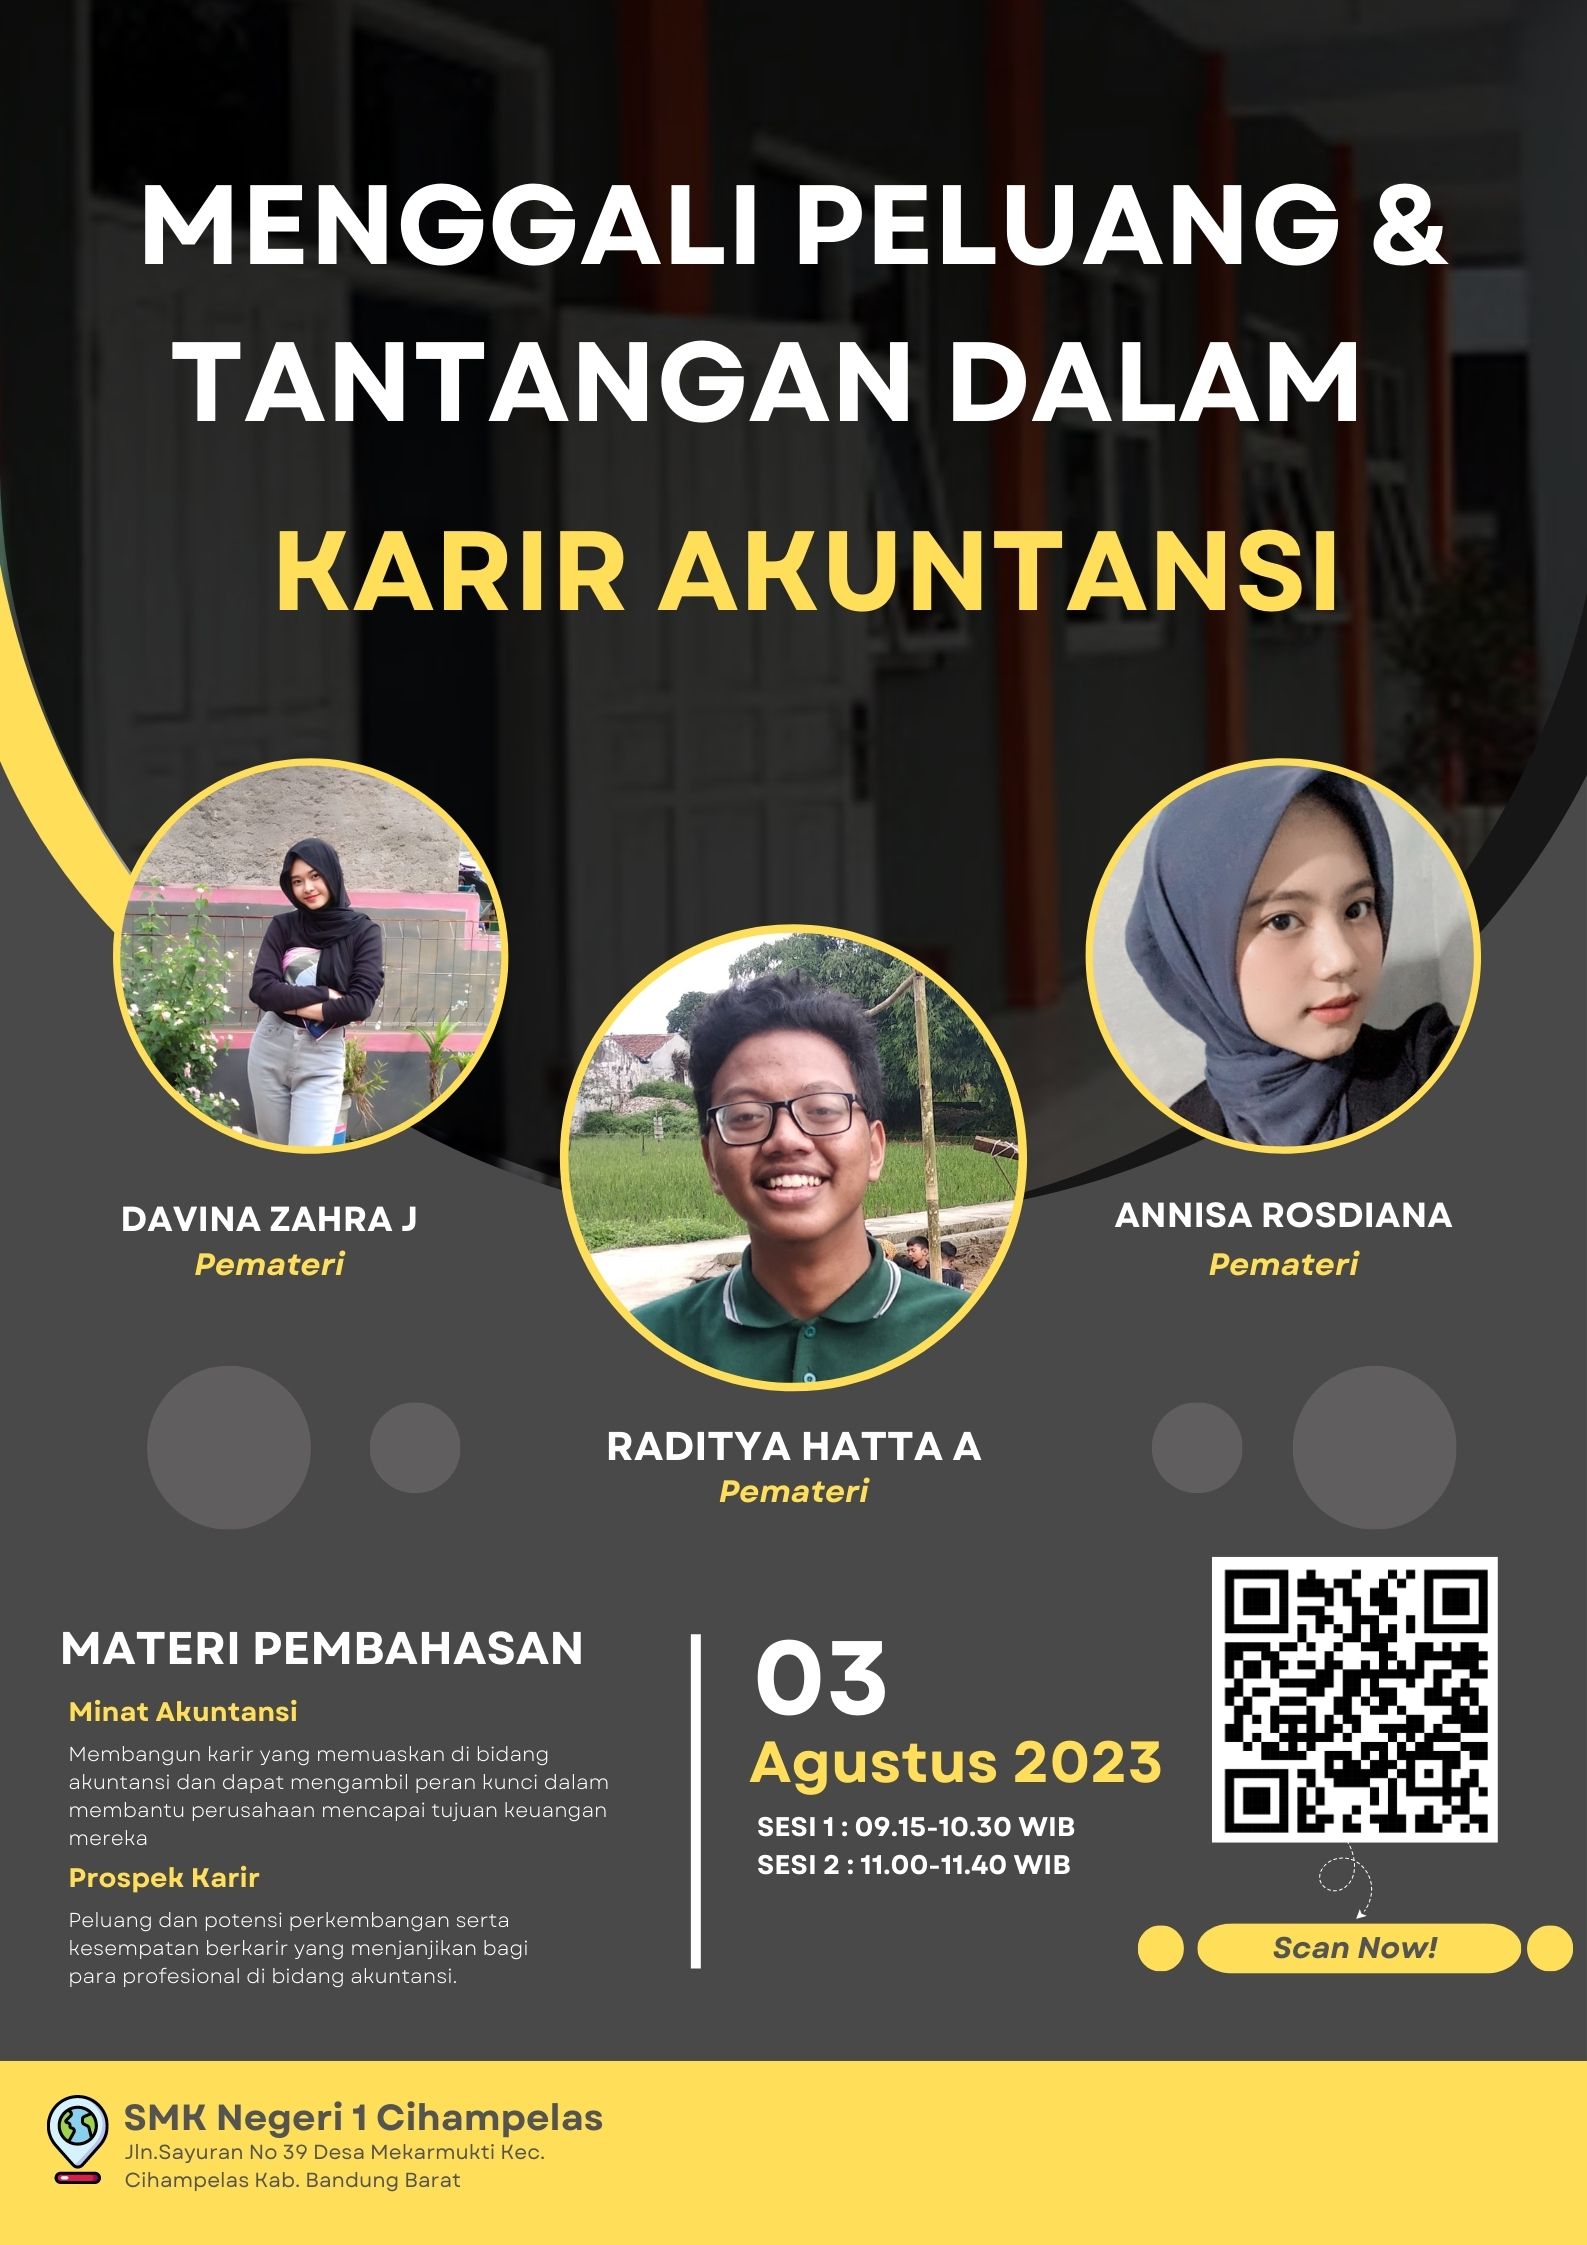 MENGGALI PELUANG &
TANTANGAN DALAM
KARIR AKUNTANSI
DAVINA ZAHRA J
Pemateri
ANNISA ROSDIANA
Pemateri
RADITYA HATTA A
Pemateri
MATERI PEMBAHASAN
Minat Akuntansi
Membangun karir yang memuaskan di bidang
akuntansi dan dapat mengambil peran kunci dalam
membantu perusahaan mencapai tujuan keuangan
mereka
Prospek Karir
Peluang dan potensi perkembangan serta
kesempatan berkarir yang menjanjikan bagi
para profesional di bidang akuntansi.
03
Agustus 2023
SESI 1 : 09.15-10.30 WIB
SESI 2 : 11.00-11.40 WIB
Scan Now!
SMK Negeri 1 Cihampelas
Jln.Sayuran No 39 Desa Mekarmukti Kec.
Cihampelas Kab. Bandung Barat